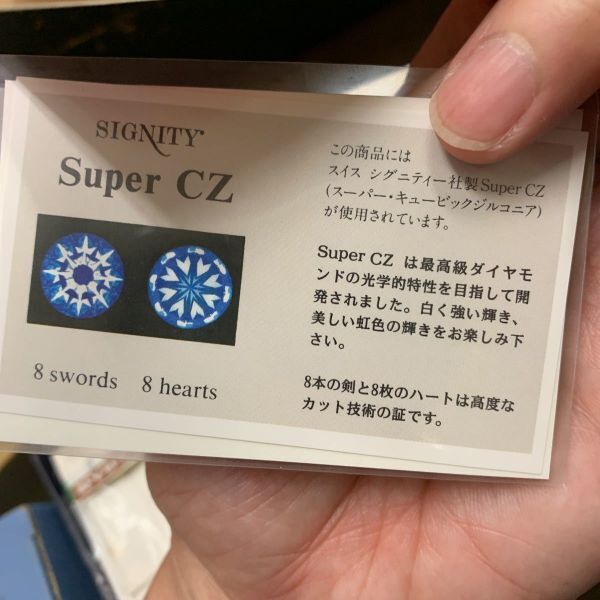 SIGNITY®
Super CZ
8 swords 8 hearts
この商品には
スイス シグニティー社製Super CZ
(スーパー・キュービックジルコニア)
が使用されています。
Super CZ は最高級ダイヤモ
ンドの光学的特性を目指して開
発されました。白く強い輝き、
美しい虹色の輝きをお楽しみ下
さい。
8本の剣と8枚のハートは高度な
カット技術の証です。